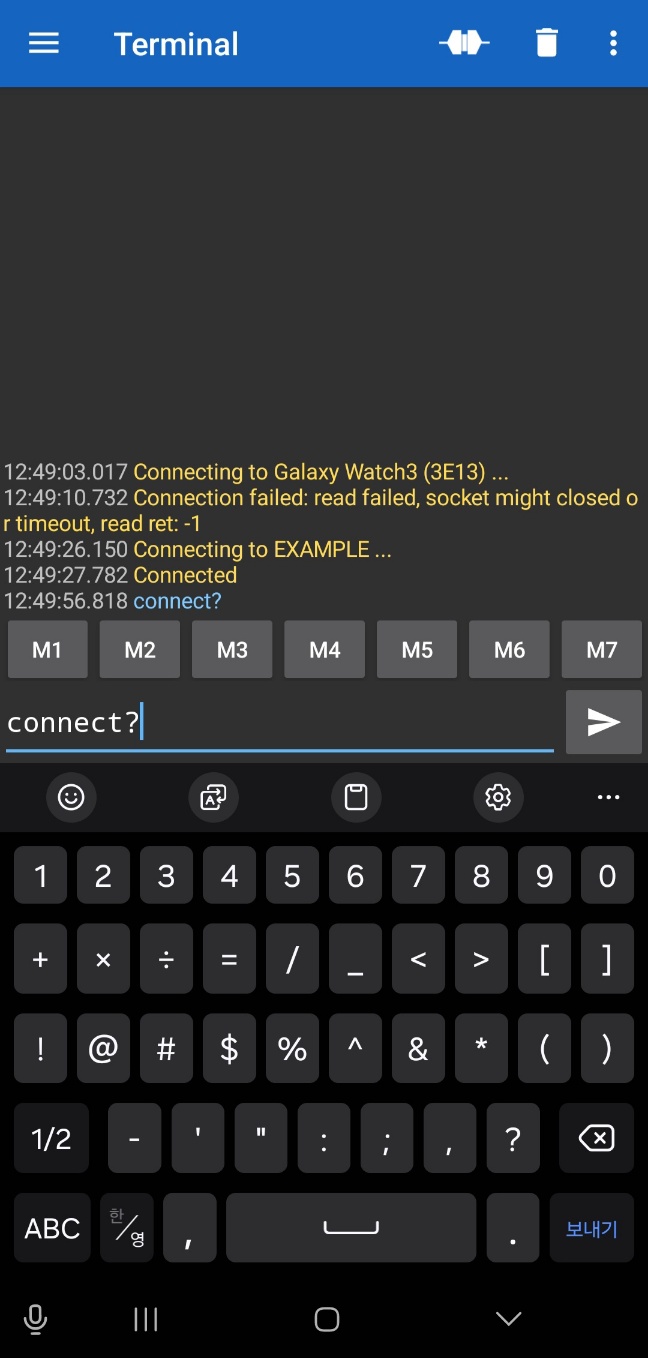 Terminal
12:49:03.017 Connecting to Galaxy Watch3 (3E13) ...
12:49:10.732 Connection failed: read failed, socket might closed o
r timeout, read ret: -1
12:49:26.150 Connecting to EXAMPLE ...
12:49:27.782 Connected
12:49:56.818 connect?
M1 M2 M3 M4 M5 M6 M7
connect?
1 2 3 4 5 6 7 8 9 0
+ × ÷ = / _ < > [ ]
! @ # $ % ^ & * ( )
1/2 - ' " : ; , ?
ABC 한/영 , . 보내기